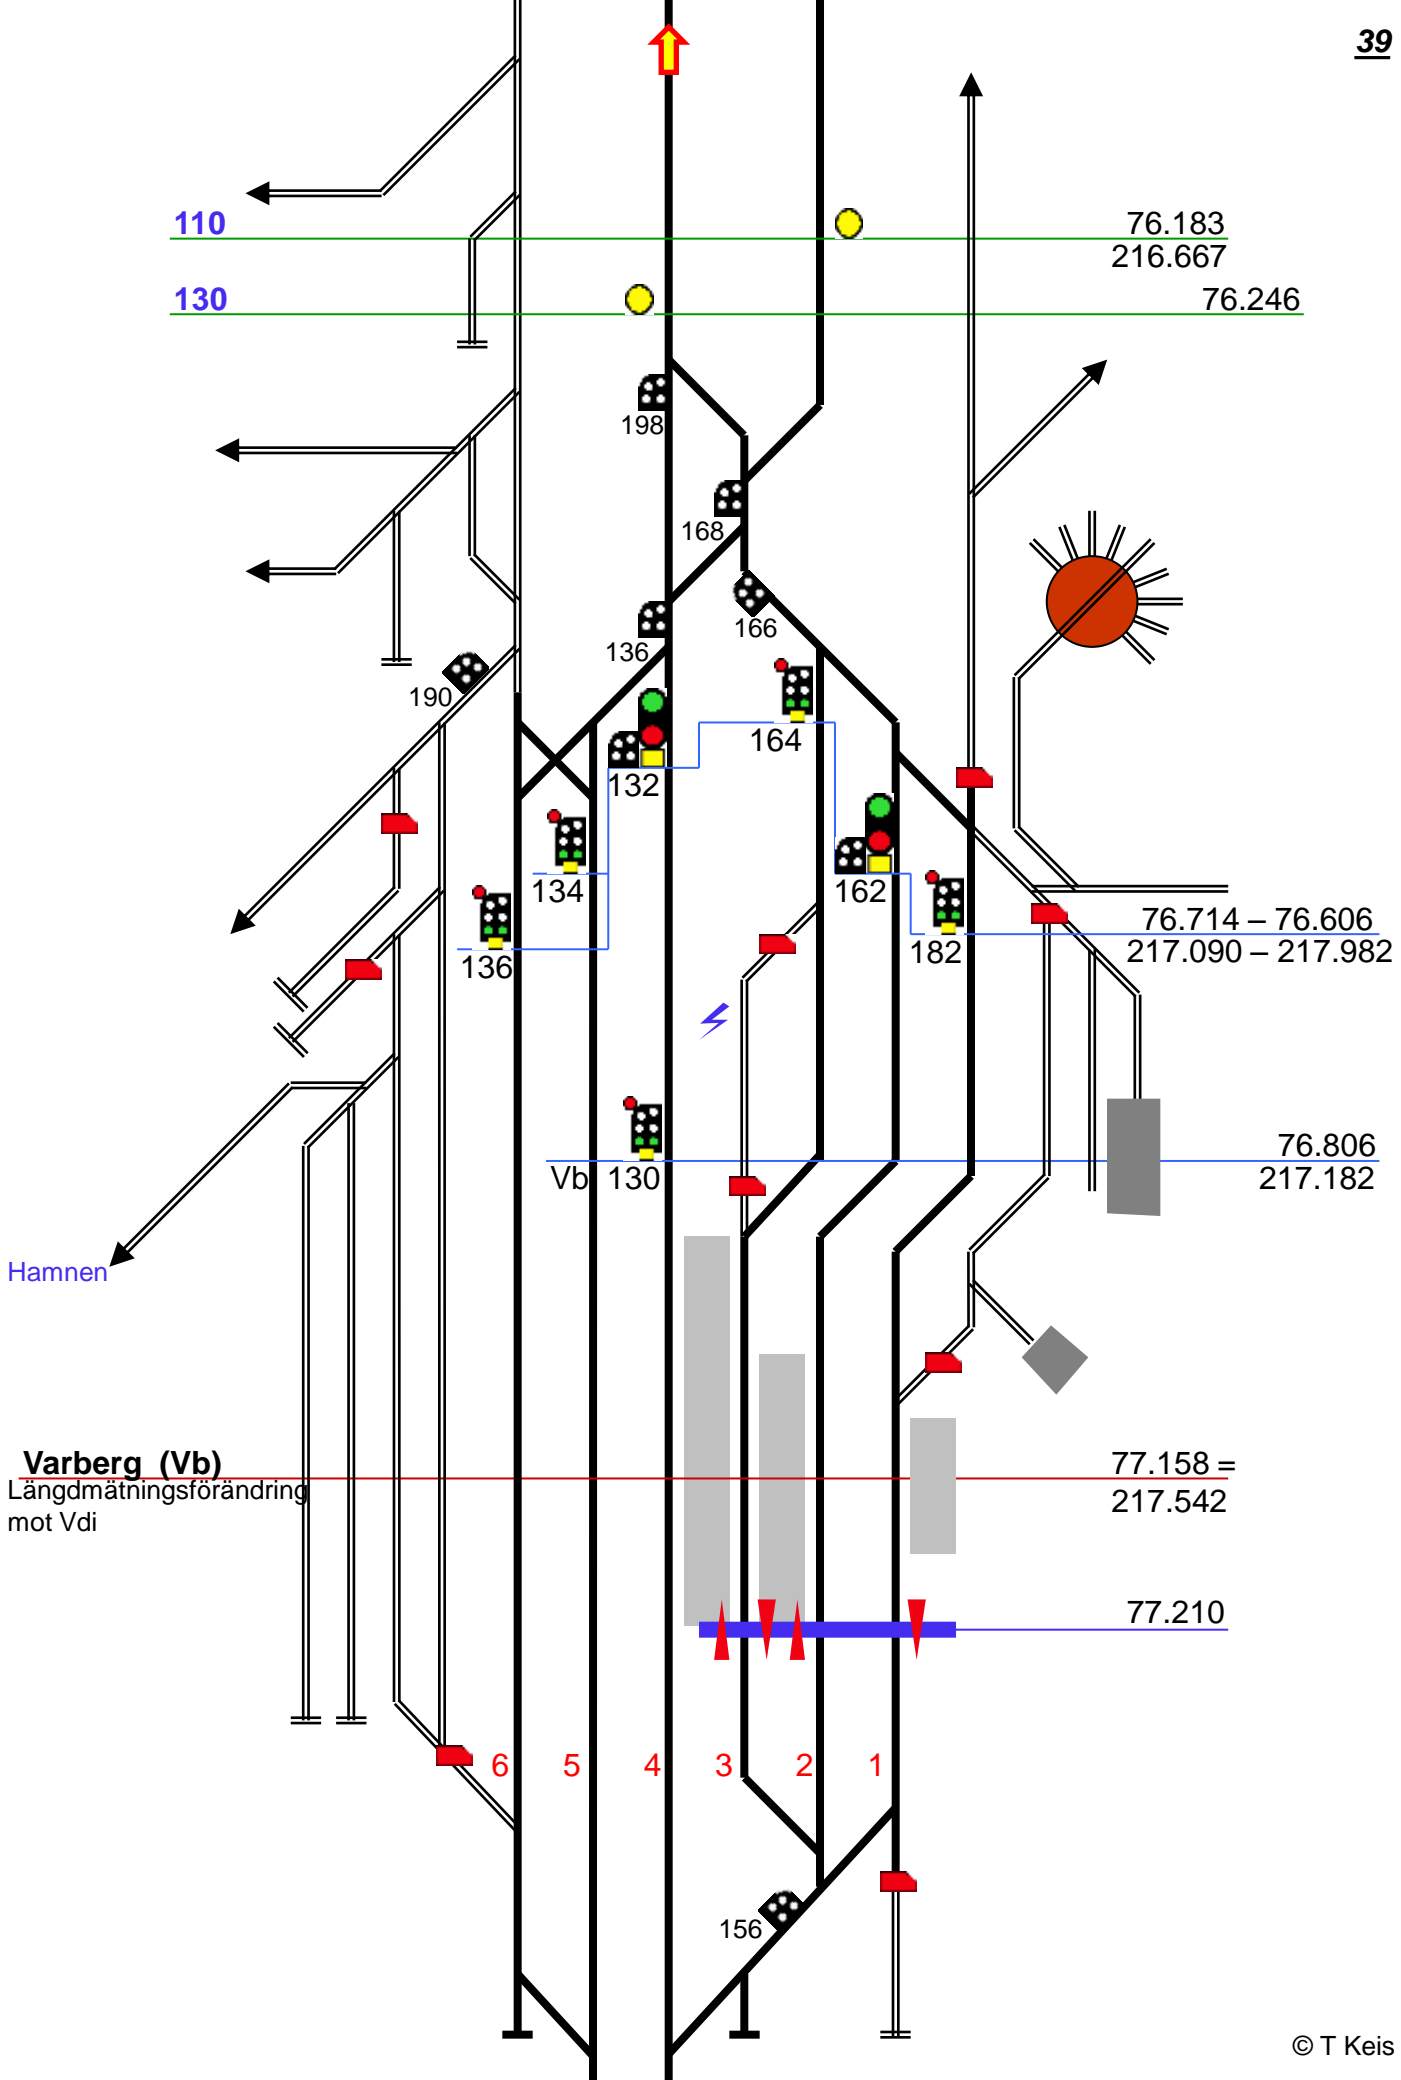 39
110
76.183
216.667
130
76.246
198
168
136
166
190
164
132
134
162
136
182
76.714 – 76.606
217.090 – 217.982
Vb 130
76.806
217.182
Hamnen
Varberg (Vb)
77.158 =
Längdmätningsförändring
217.542
mot Vdi
77.210
6 5 4 3 2 1
156
© T Keis